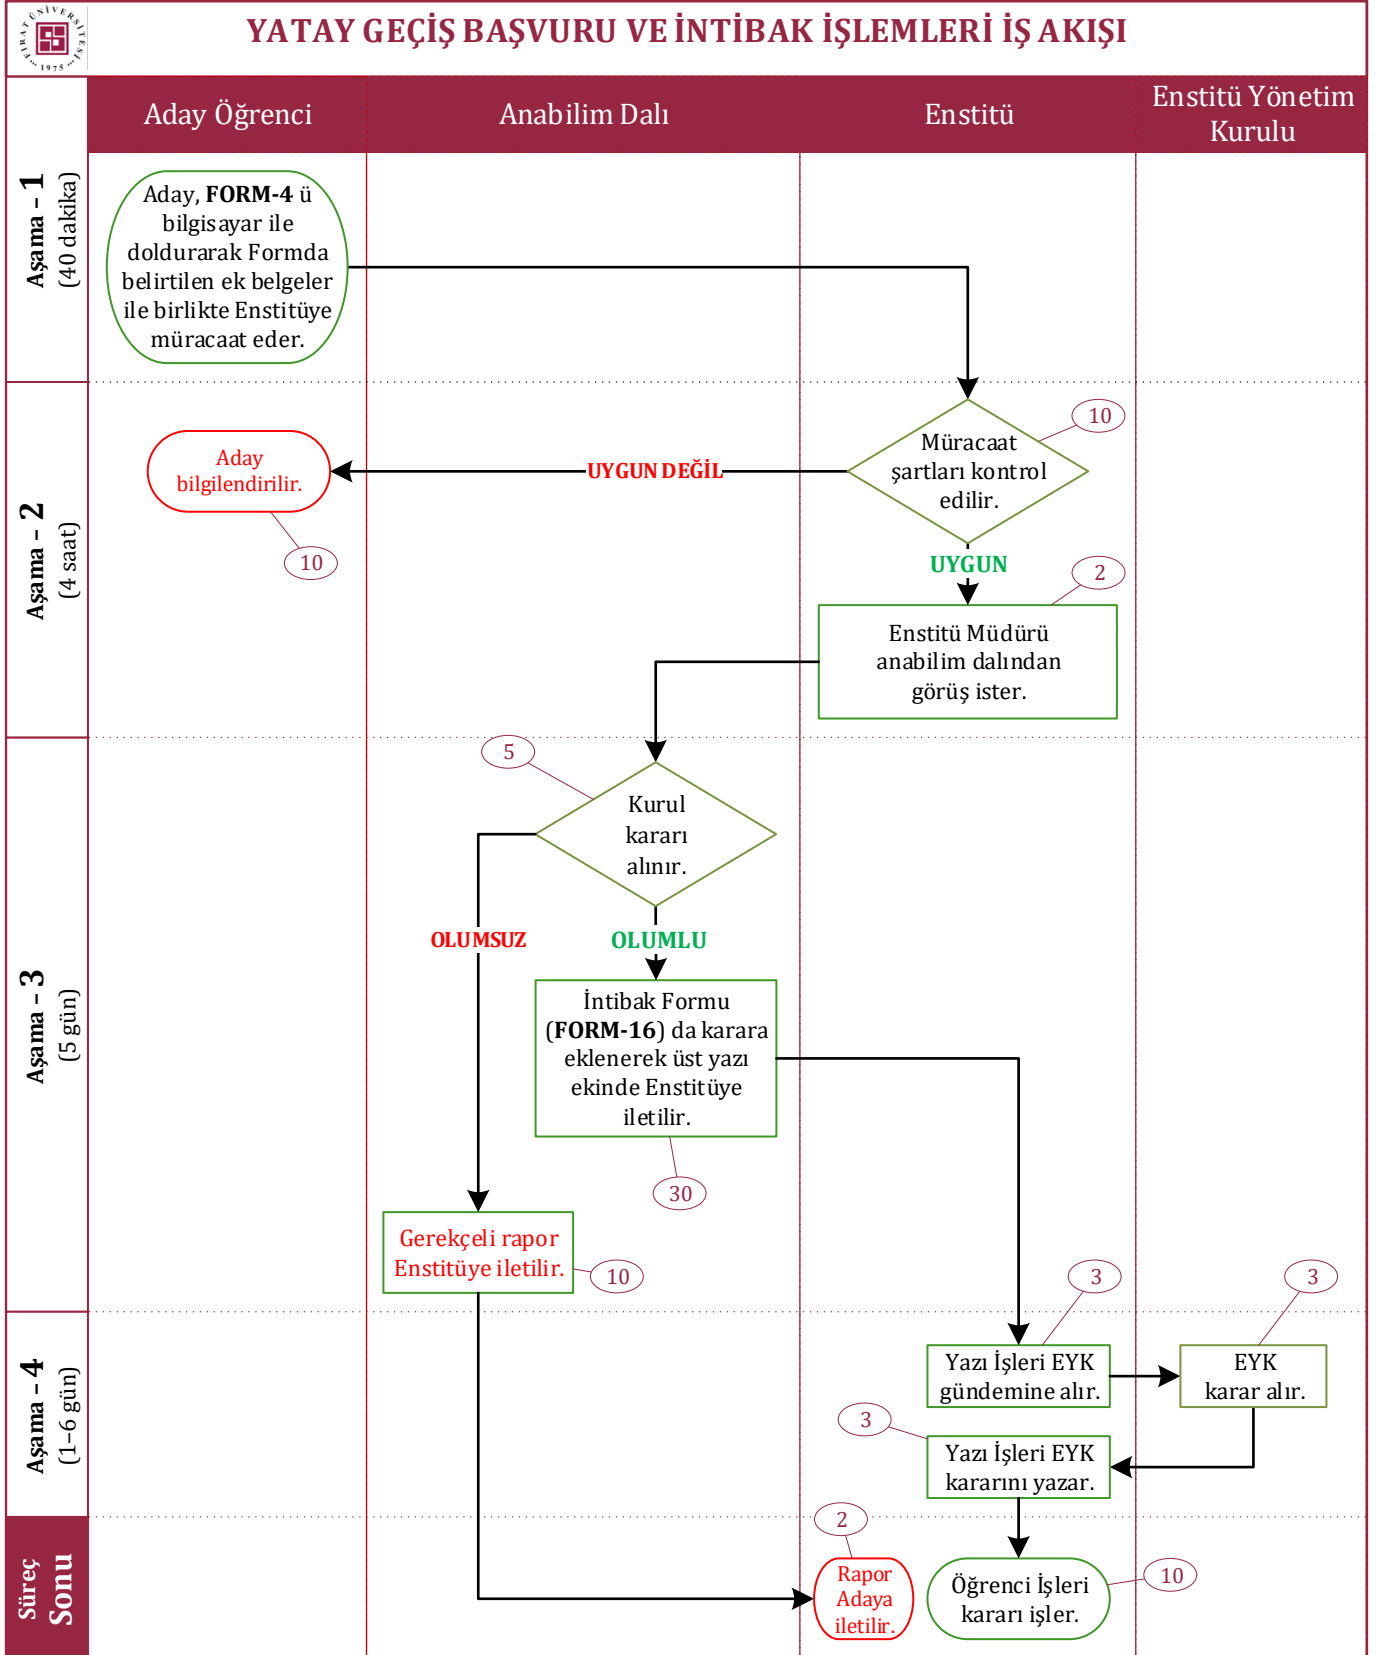 FIRAT ÜNİVERSİTESİ
1975
YATAY GEÇİŞ BAŞVURU VE İNTİBAK İŞLEMLERİ İŞ AKIŞI
Aday Öğrenci
Anabilim Dalı
Enstitü
Enstitü Yönetim
Kurulu
Aşama – 1
(40 dakika)
Aday, FORM-4 ü
bilgisayar ile
doldurarak Formda
belirtilen ek belgeler
ile birlikte Enstitüye
müracaat eder.
Aşama – 2
(4 saat)
10
Müracaat
şartları kontrol
edilir.
UYGUN DEĞİL
Aday
bilgilendirilir.
10
UYGUN
2
Enstitü Müdürü
anabilim dalından
görüş ister.
Aşama – 3
(5 gün)
5
Kurul
kararı
alınır.
OLUMSUZ
OLUMLU
İntibak Formu
(FORM-16) da karara
eklenerek üst yazı
ekinde Enstitüye
iletilir.
30
Gerekçeli rapor
Enstitüye iletilir.
10
Aşama – 4
(1–6 gün)
3
3
Yazı İşleri EYK
gündemine alır.
EYK
karar alır.
3
Yazı İşleri EYK
kararını yazar.
Süreç
Sonu
2
Rapor
Adaya
iletilir.
Öğrenci İşleri
kararı işler.
10